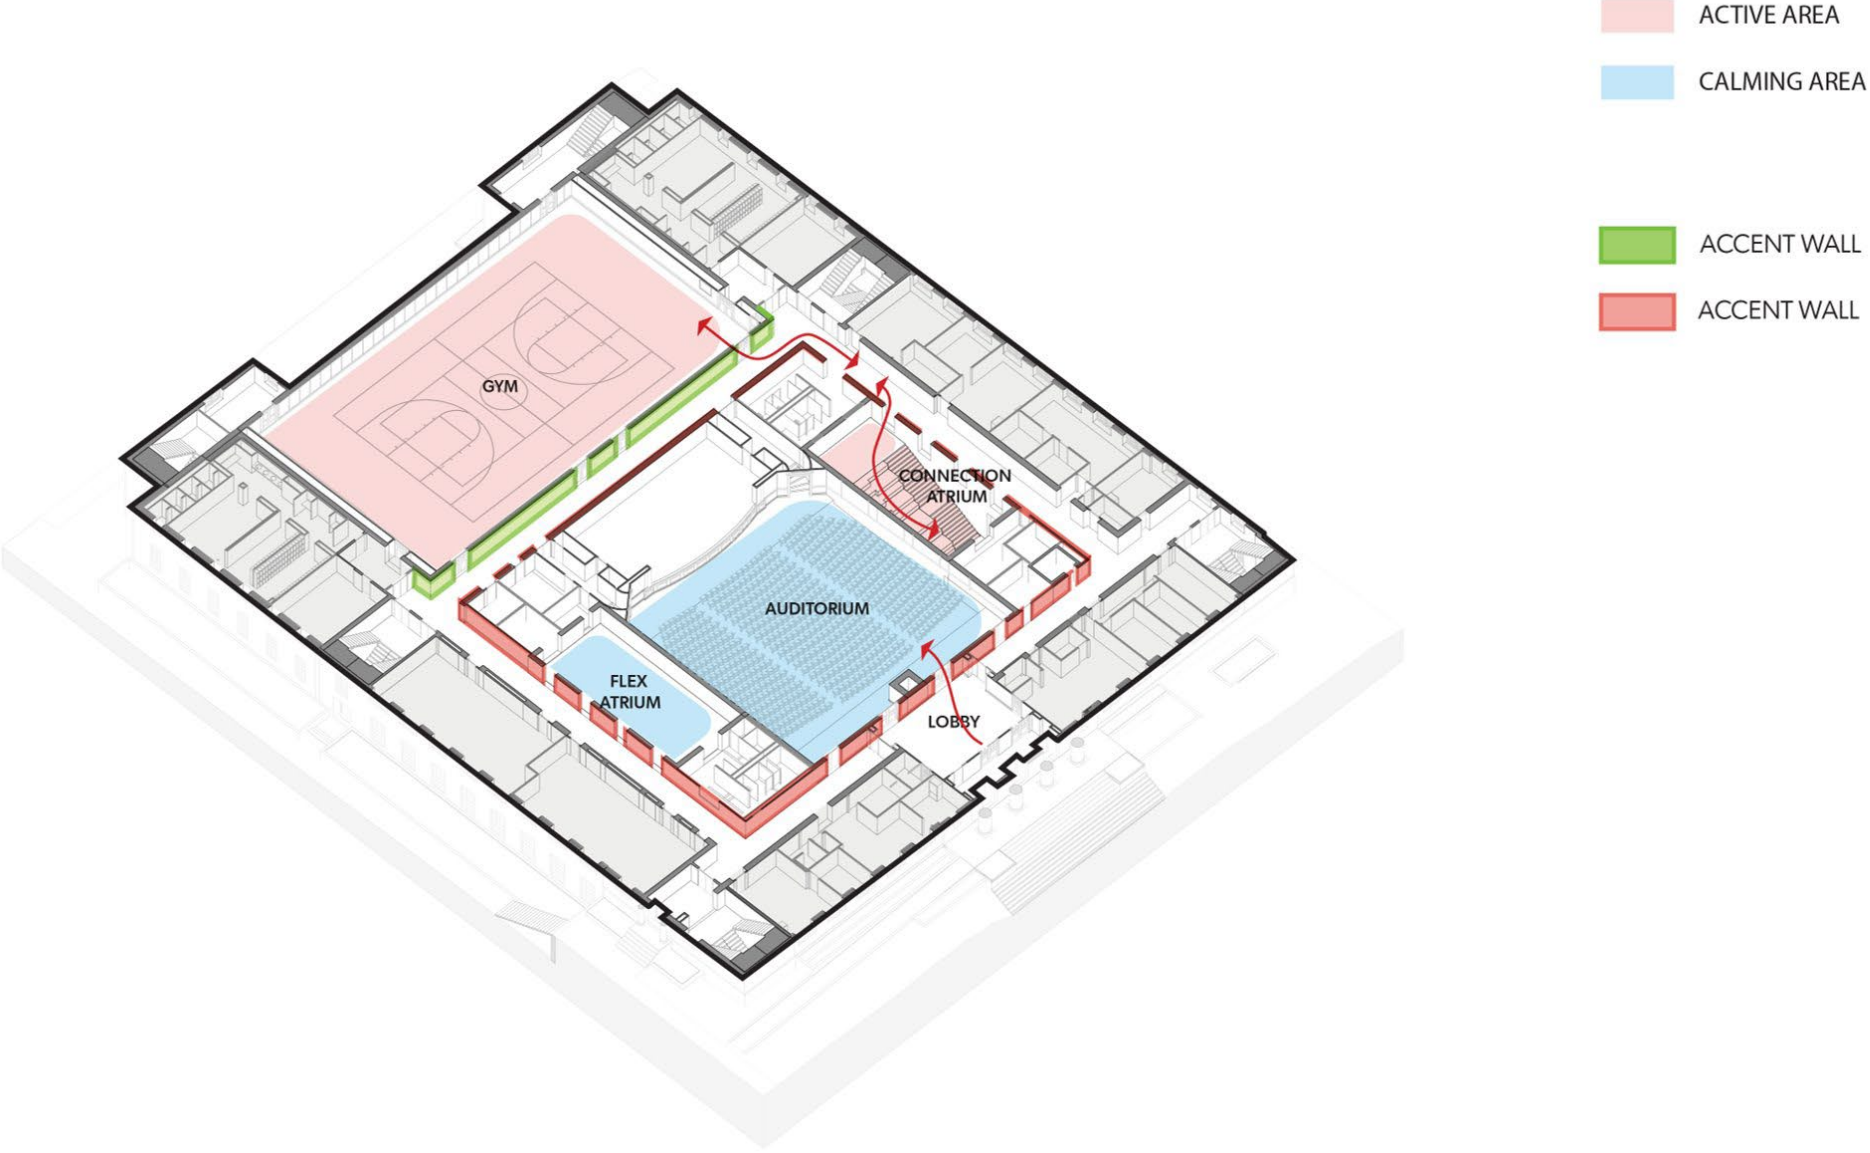 ACTIVE AREA
CALMING AREA
ACCENT WALL
ACCENT WALL
GYM
CONNECTION
ATRIUM
AUDITORIUM
FLEX
ATRIUM
LOBBY